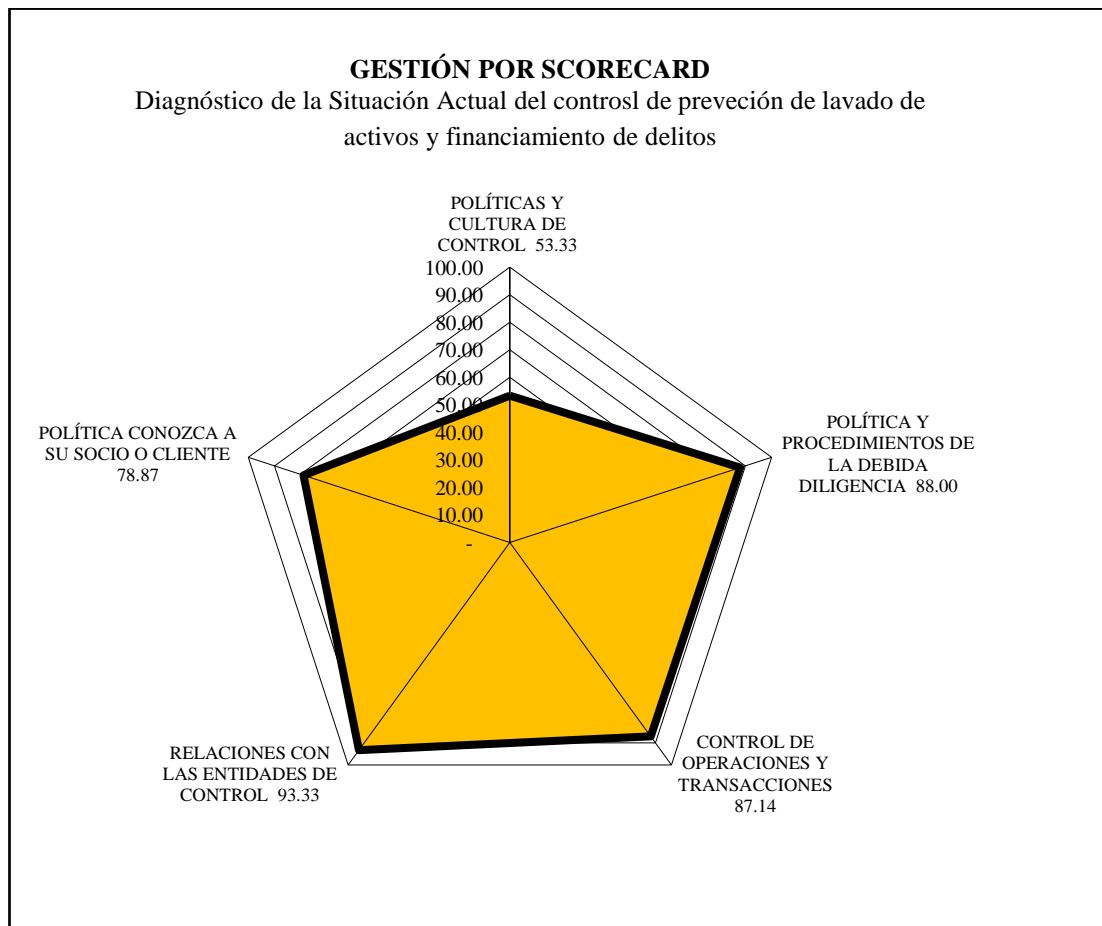 GESTIÓN POR SCORECARD
Diagnóstico de la Situación Actual del controsl de preveción de lavado de
activos y financiamiento de delitos
POLÍTICAS Y
CULTURA DE
CONTROL 53.33
100.00
90.00
80.00
70.00
60.00
50.00
40.00
30.00
20.00
10.00
-
POLÍTICA Y
PROCEDIMIENTOS DE
LA DEBIDA
DILIGENCIA 88.00
CONTROL DE
OPERACIONES Y
TRANSACCIONES
87.14
RELACIONES CON
LAS ENTIDADES DE
CONTROL 93.33
POLÍTICA CONOZCA A
SU SOCIO O CLIENTE
78.87